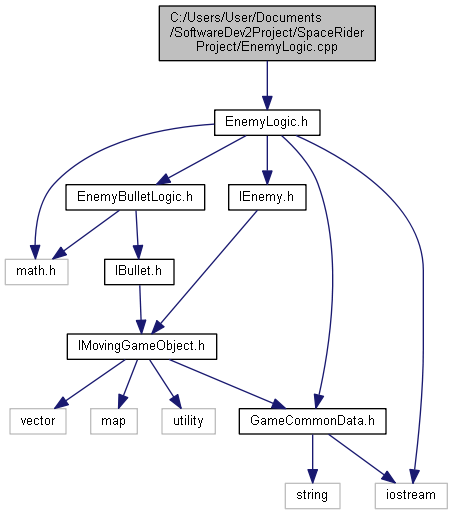 C:/Users/User/Documents
/SoftwareDev2Project/SpaceRider
Project/EnemyLogic.cpp
EnemyLogic.h
EnemyBulletLogic.h
IEnemy.h
math.h
IBullet.h
IMovingGameObject.h
vector
map
utility
GameCommonData.h
string
iostream